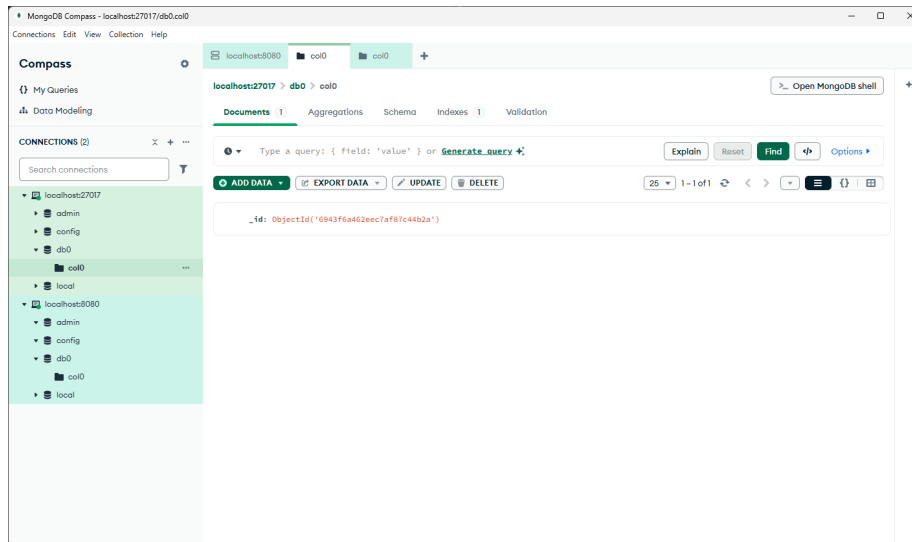 MongoDB Compass - localhost:27017/db0.col0
Connections Edit View Collection Help
Compass
{} My Queries
Data Modeling
CONNECTIONS (2)
Search connections
localhost:27017
admin
config
db0
col0
local
localhost:8080
admin
config
db0
col0
local
localhost:8080 col0 col0
localhost:27017 > db0 > col0
>_ Open MongoDB shell
Documents 1 Aggregations Schema Indexes 1 Validation
Type a query: { field: 'value' } or Generate query
Explain Reset Find </> Options
ADD DATA EXPORT DATA UPDATE DELETE
25 1 – 1 of 1 {}
_id: ObjectId('6943f6a462eec7af87c44b2a')